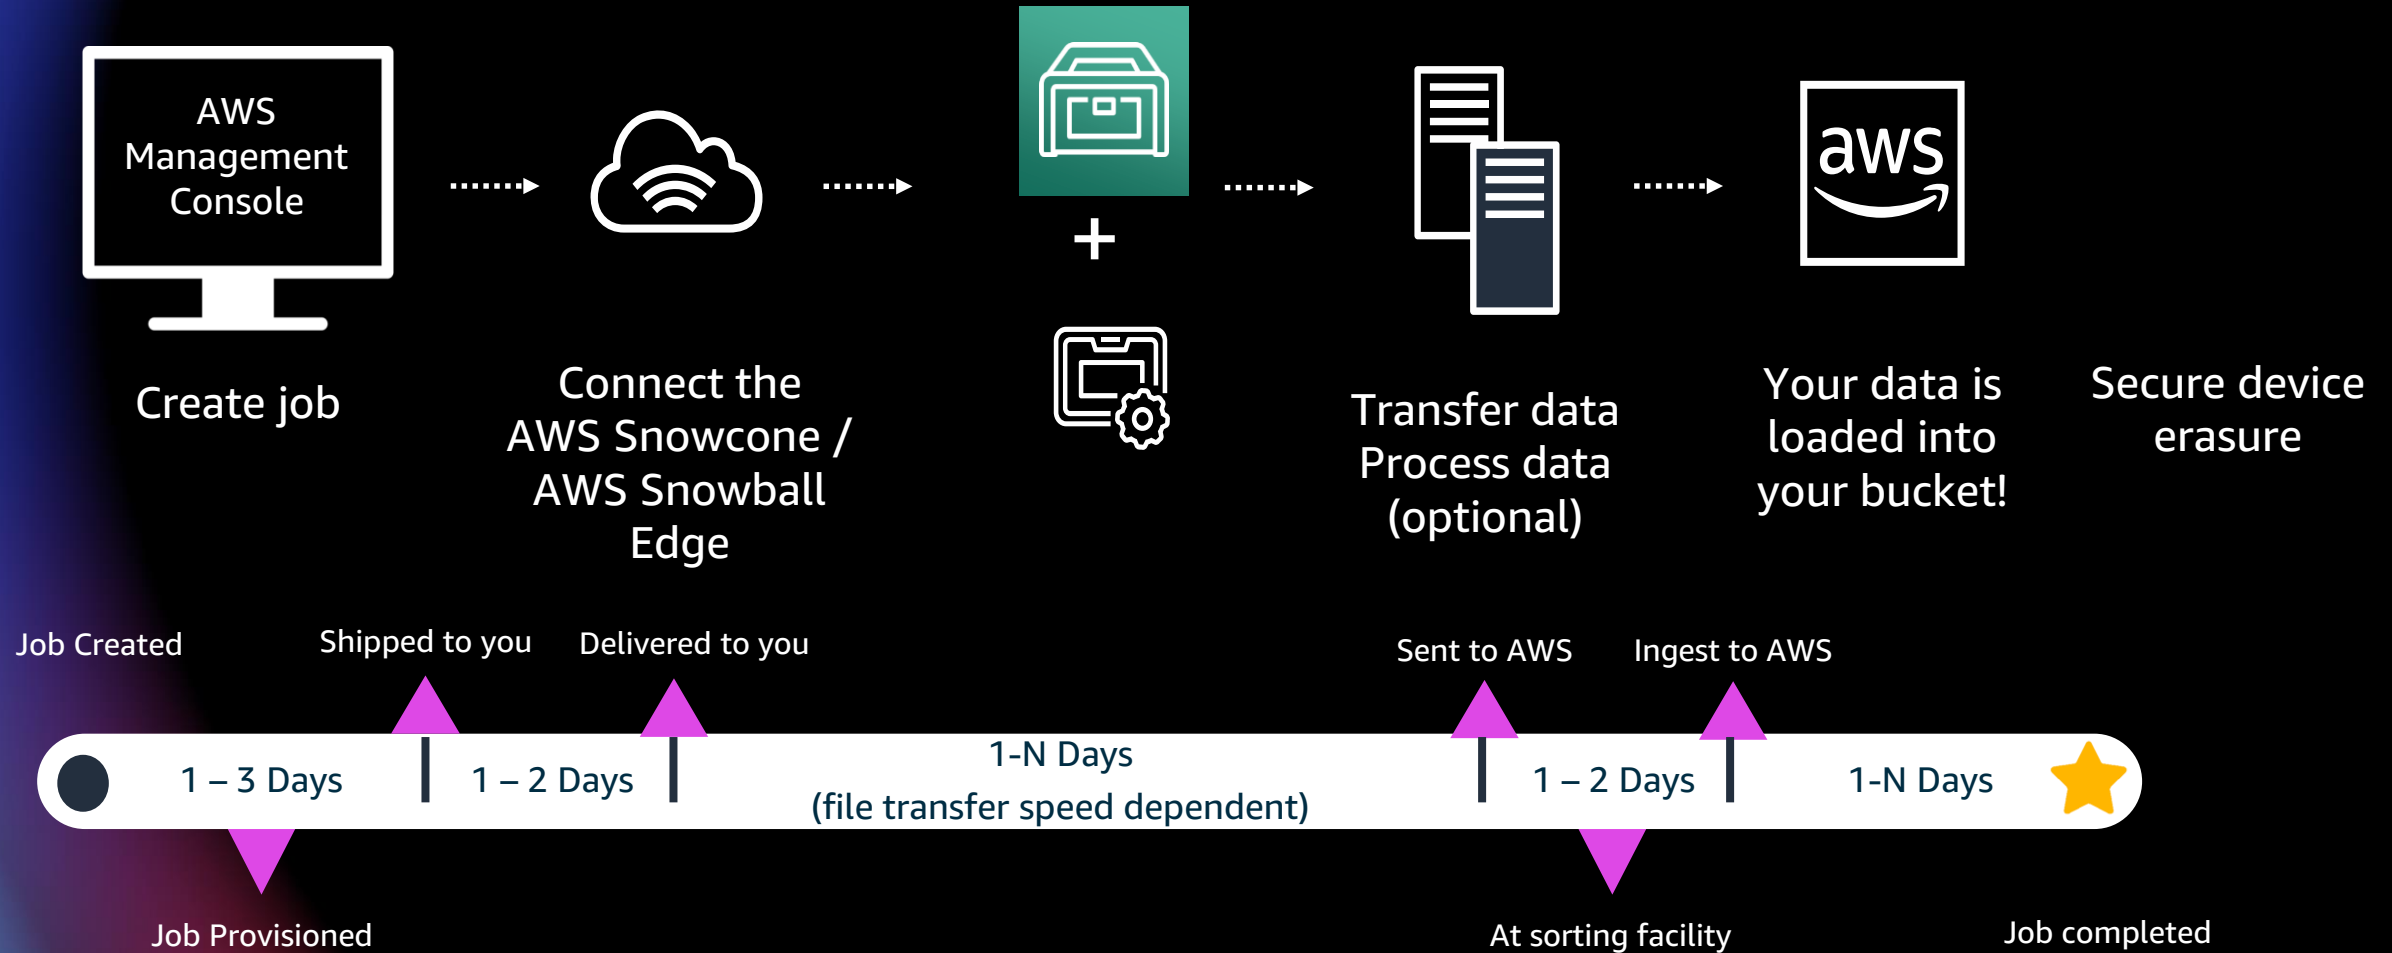 AWS
Management
Console
aws
Create job
Connect the
AWS Snowcone /
AWS Snowball
Edge
+
Transfer data
Process data
(optional)
Your data is
loaded into
your bucket!
Secure device
erasure
Job Created
Shipped to you
Delivered to you
Sent to AWS
Ingest to AWS
1 – 3 Days
1 – 2 Days
1-N Days
(file transfer speed dependent)
1 – 2 Days
1-N Days
Job Provisioned
At sorting facility
Job completed